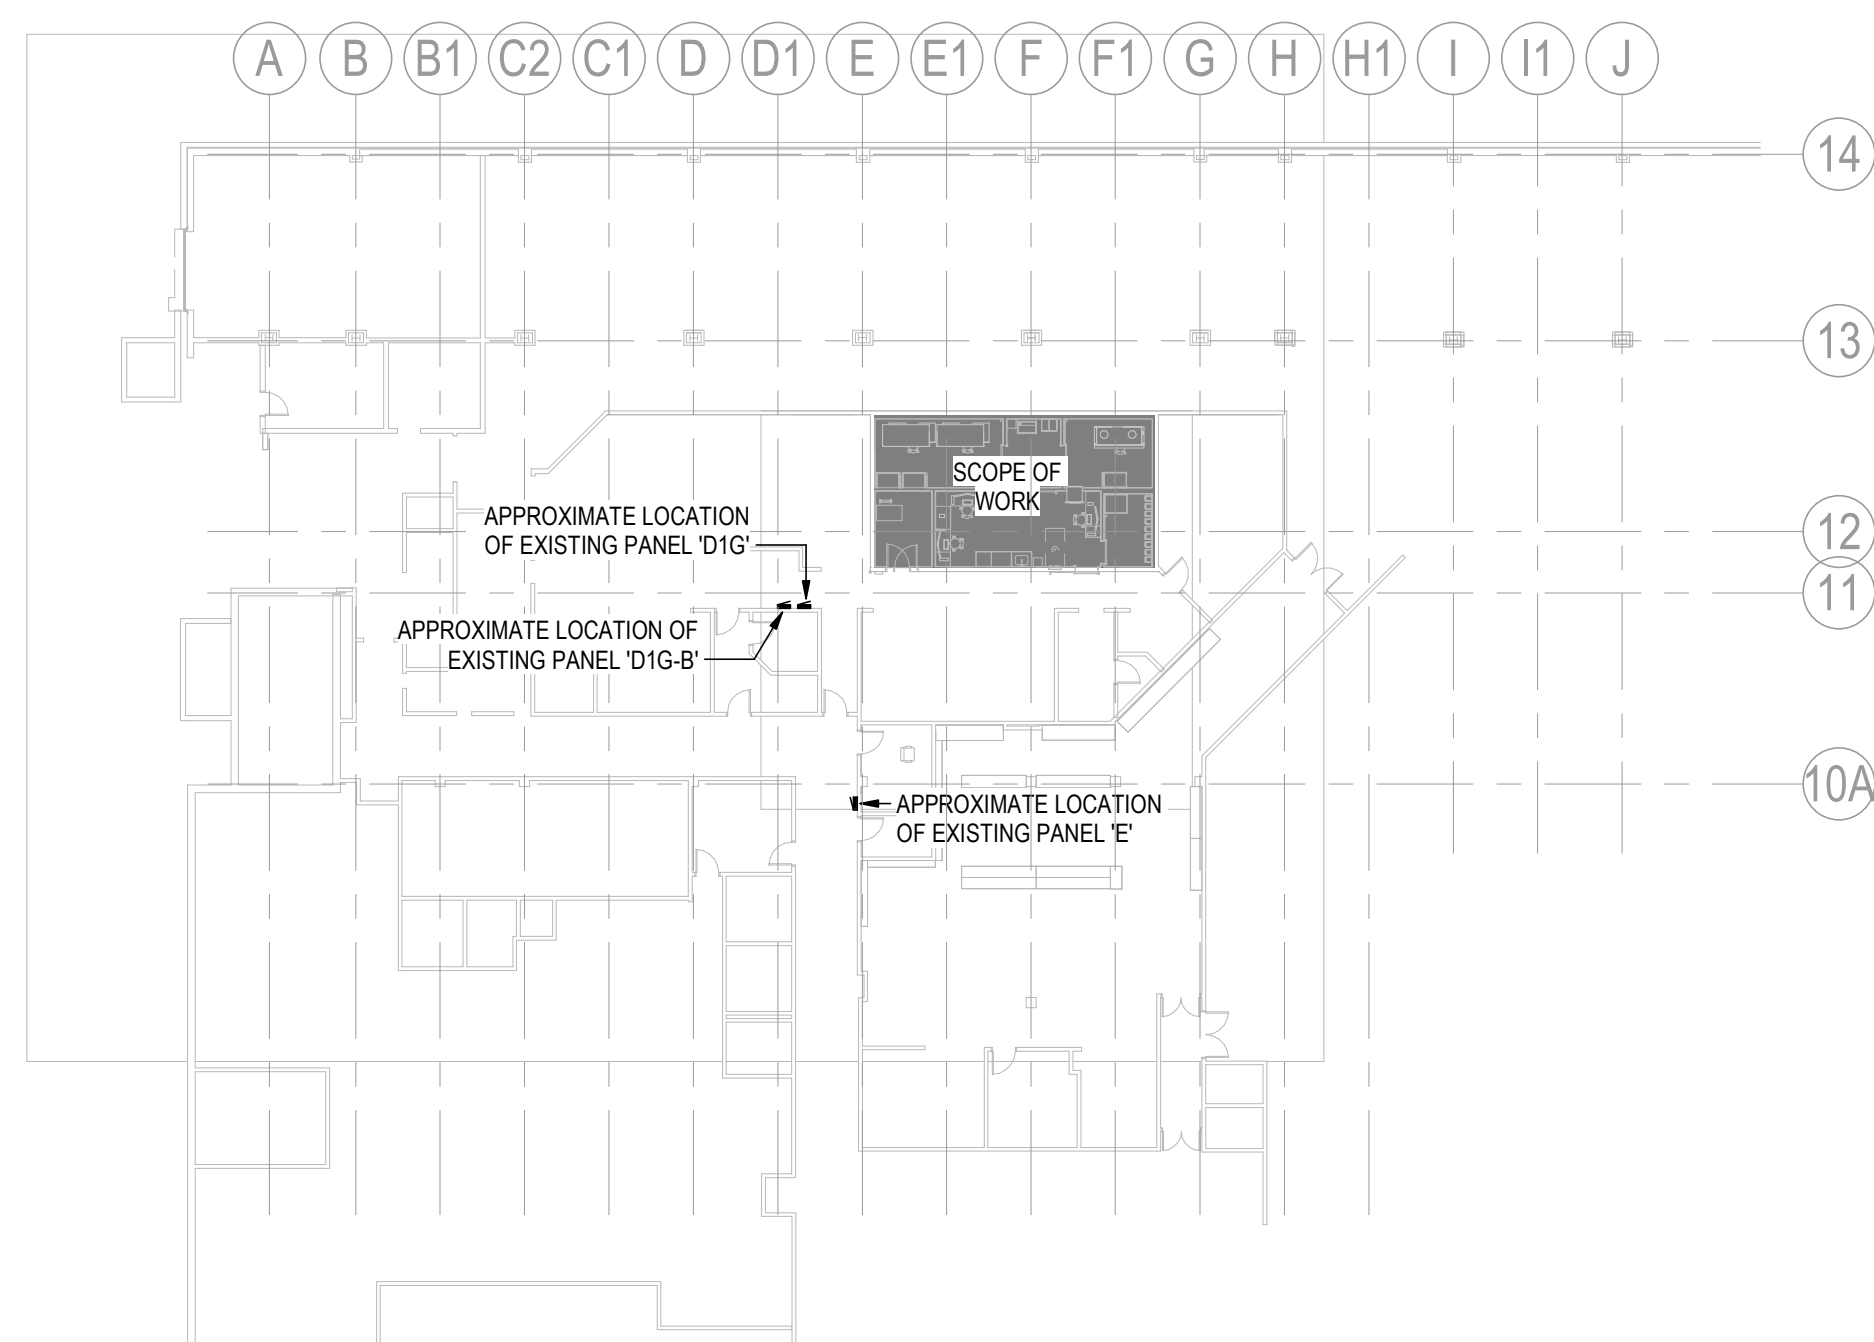 A B B1 C2 C1 D D1 E E1 F F1 G H H1 I I1 J
14
13
SCOPE OF
WORK
APPROXIMATE LOCATION
OF EXISTING PANEL 'D1G'
12
11
APPROXIMATE LOCATION OF
EXISTING PANEL 'D1G-B'
10A
APPROXIMATE LOCATION
OF EXISTING PANEL 'E'